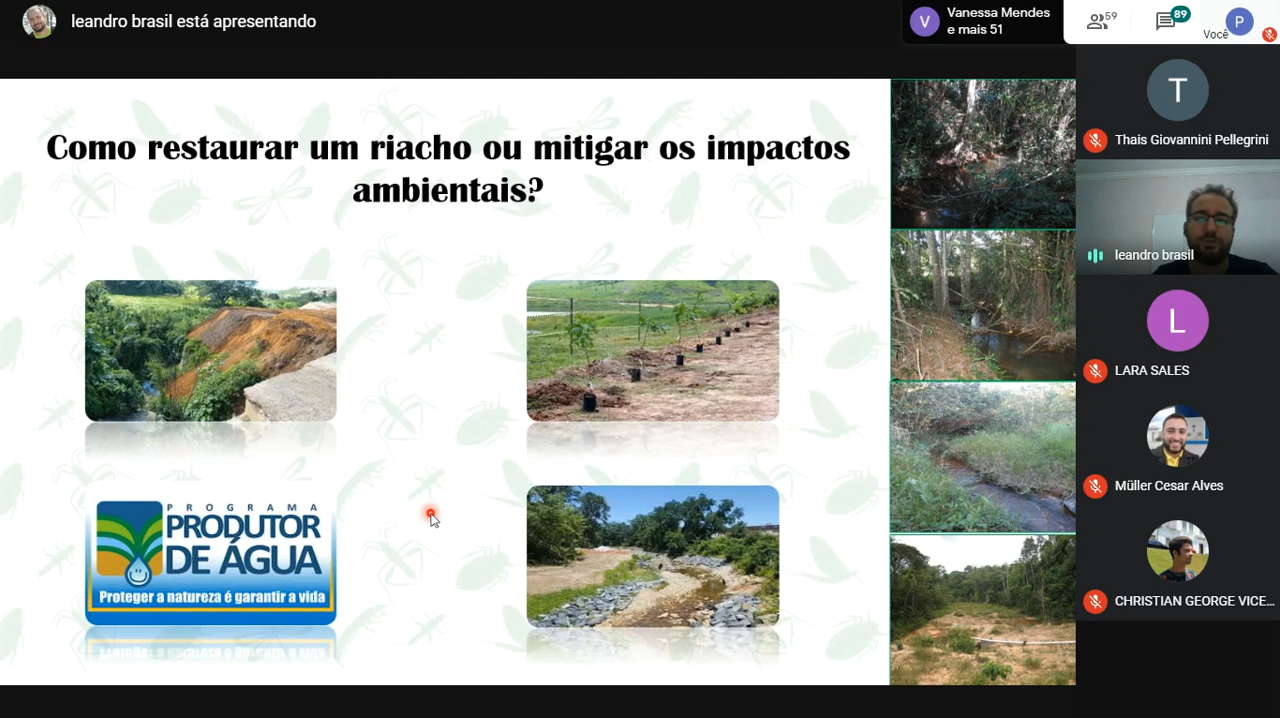 leandro brasil está apresentando
Vanessa Mendes
e mais 51
59
89
P
Você
V
Como restaurar um riacho ou mitigar os impactos
ambientais?
PROGRAMA
PRODUTOR
DE ÁGUA
Proteger a natureza é garantir a vida
T
Thais Giovannini Pellegrini
leandro brasil
L
LARA SALES
Müller Cesar Alves
CHRISTIAN GEORGE VICE...